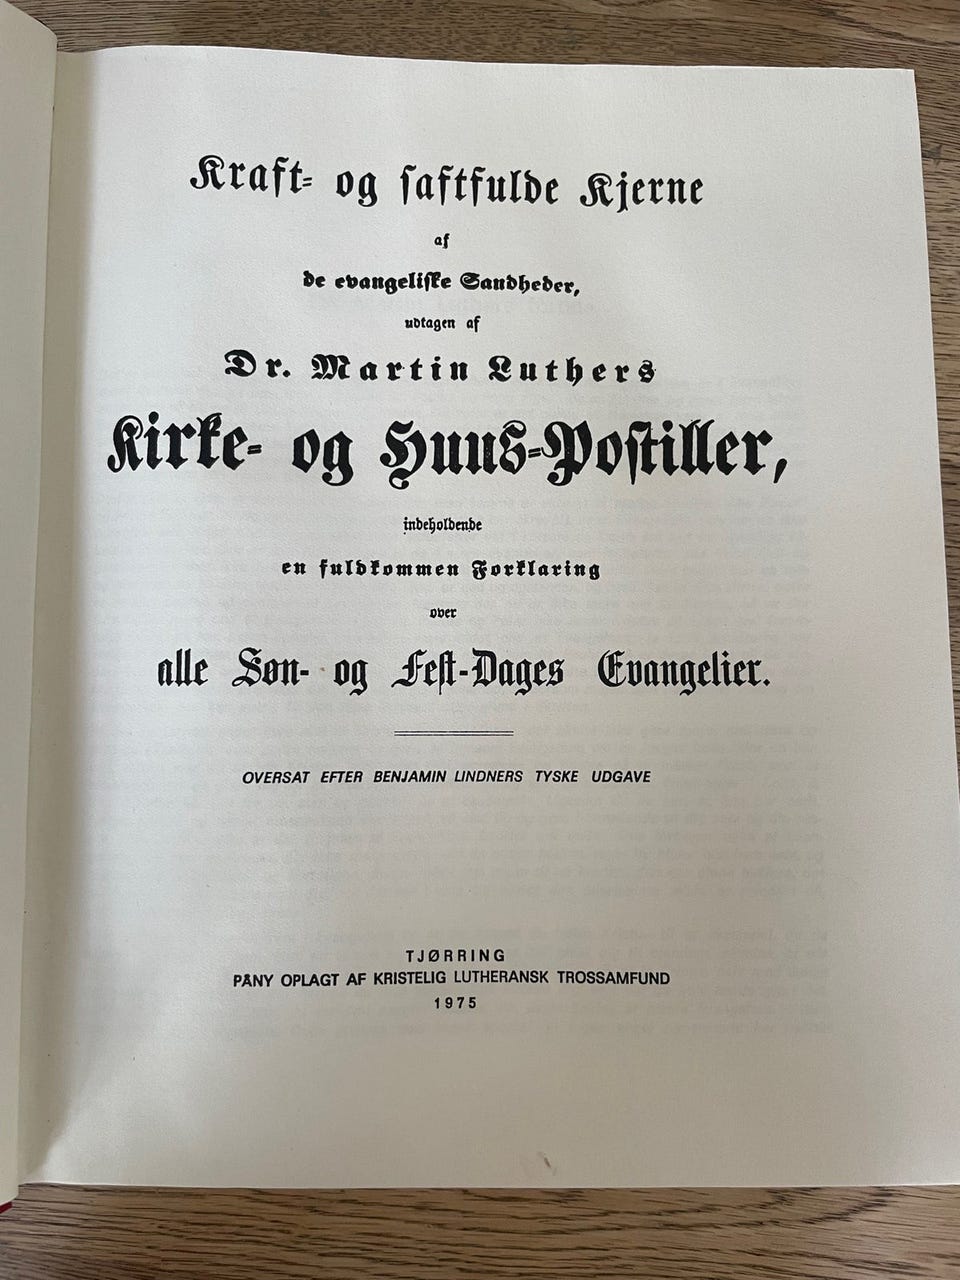 Kraft- og saftfulde Kjerne
af
de evangeliske Sandheder,
udtagen af
Dr. Martin Luthers
Kirke- og Huus-Postiller,
indeholdende
en fuldkommen Forklaring
over
alle Søn- og Fest-Dages Evangelier.
OVERSAT EFTER BENJAMIN LINDNERS TYSKE UDGAVE
TJØRRING
PÅNY OPLAGT AF KRISTELIG LUTHERANSK TROSSAMFUND
1975